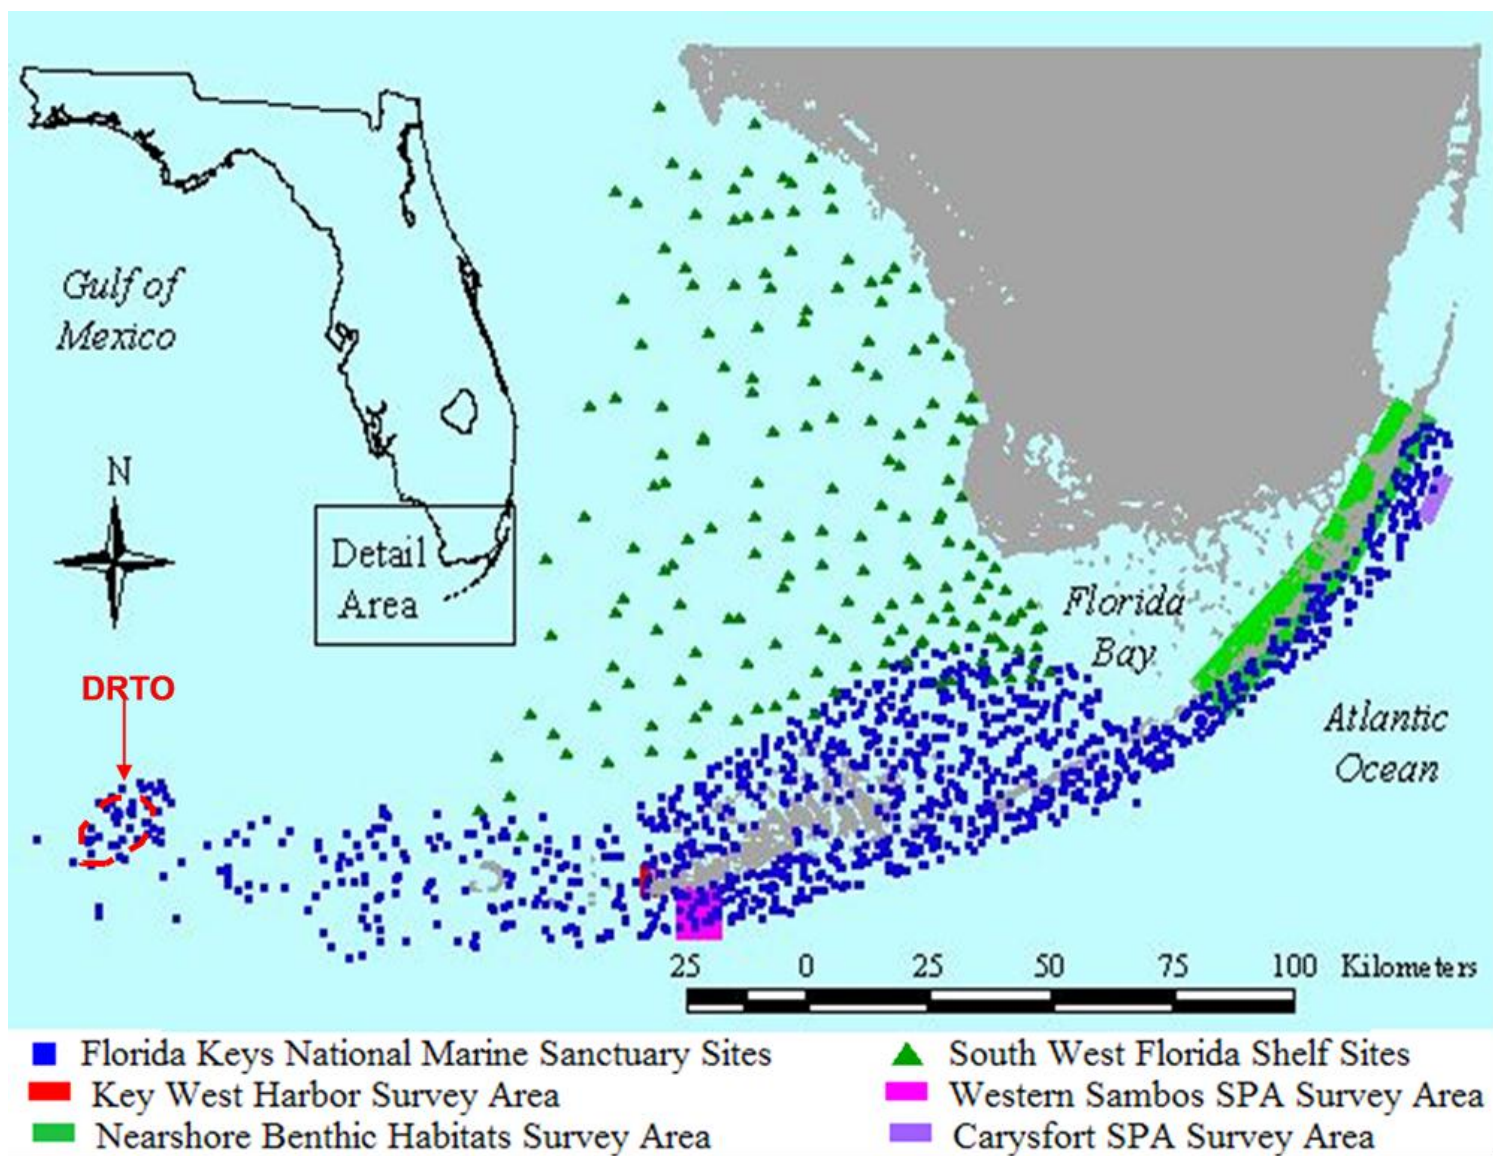 Gulf of
Mexico
N
Detail
Area
DRTO
Florida
Bay
Atlantic
Ocean
25 0 25 50 75 100 Kilometers
Florida Keys National Marine Sanctuary Sites
South West Florida Shelf Sites
Key West Harbor Survey Area
Western Sambos SPA Survey Area
Nearshore Benthic Habitats Survey Area
Carysfort SPA Survey Area